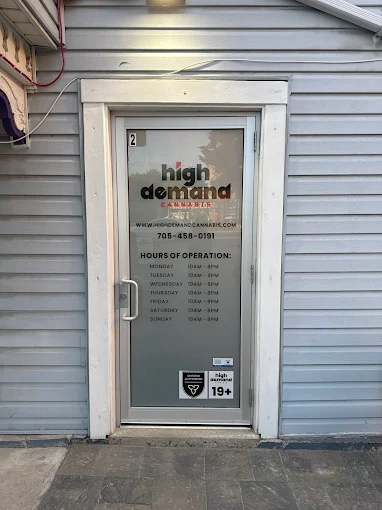 2
high
demand
CANNABIS
WWW.HIGHDEMANDCANNABIS.COM
705-458-0191
HOURS OF OPERATION:
MONDAY 10AM - 8PM
TUESDAY 10AM - 8PM
WEDNESDAY 10AM - 8PM
THURSDAY 10AM - 8PM
FRIDAY 10AM - 8PM
SATURDAY 10AM - 8PM
SUNDAY 10AM - 8PM
high
demand
19+